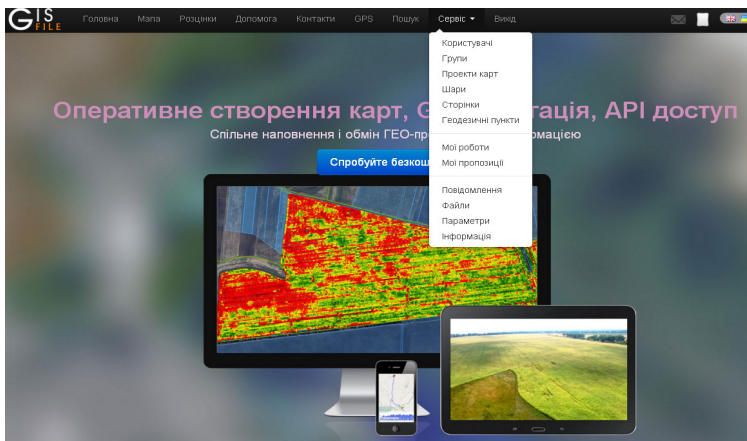 GIS
FILE
Головна Мапа Розцінки Допомога Контакти GPS Пошук Сервіс Вихід
Користувачі
Групи
Проекти карт
Шари
Сторінки
Геодезичні пункти
Мої роботи
Мої пропозиції
Повідомлення
Файли
Параметри
Інформація
Оперативне створення карт, G тація, API доступ
Спільне наповнення і обмін ГЕО-пр рмацією
Спробуйте безкош